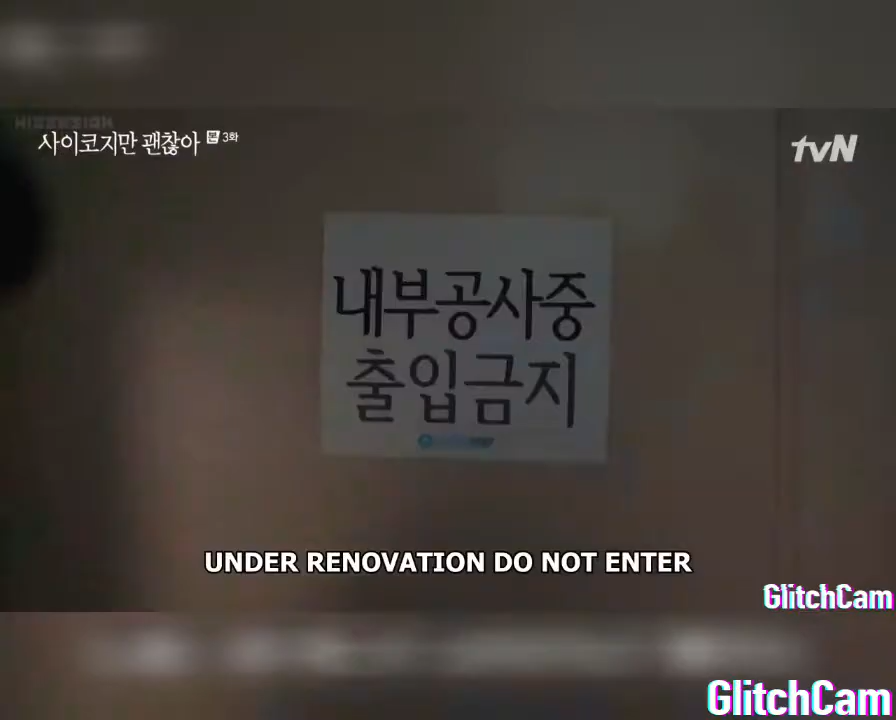 사이코지만 괜찮아 본 3화
tvN
내부공사중
출입금지
UNDER RENOVATION DO NOT ENTER
GlitchCam
GlitchCam